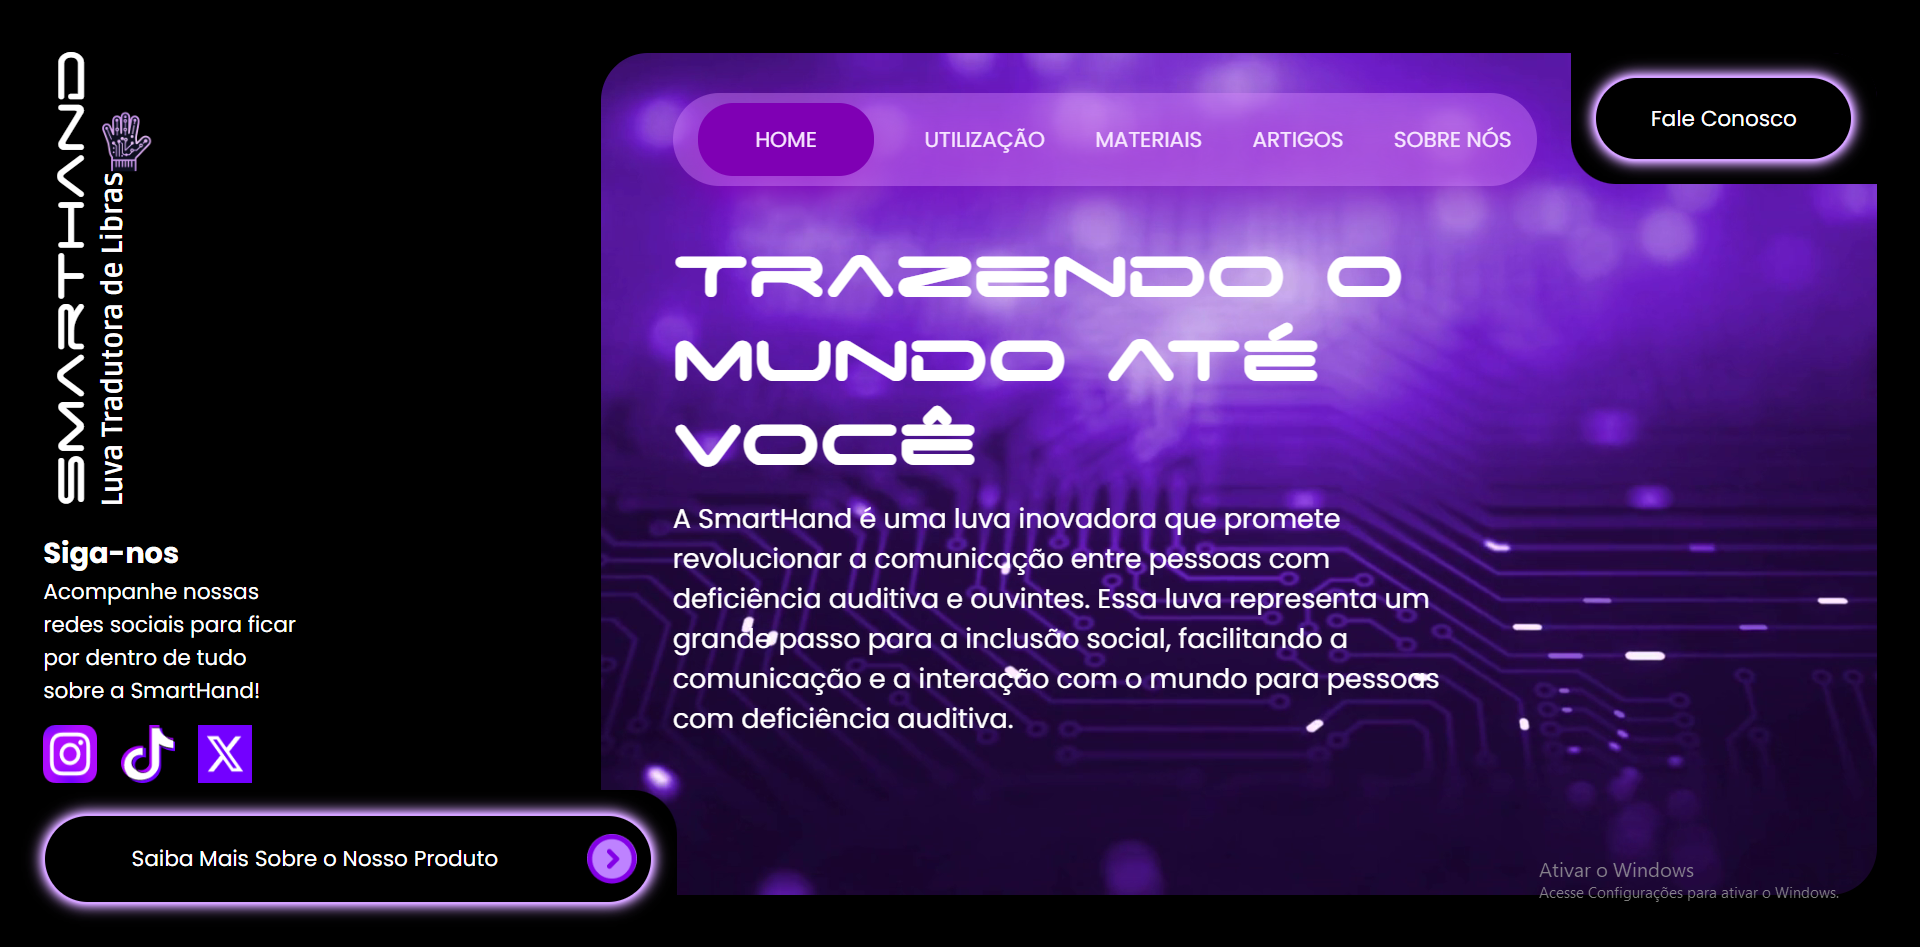 SMARTHAND
Luva Tradutora de Libras
Siga-nos
Acompanhe nossas
redes sociais para ficar
por dentro de tudo
sobre a SmartHand!
Saiba Mais Sobre o Nosso Produto
HOME UTILIZAÇÃO MATERIAIS ARTIGOS SOBRE NÓS
Fale Conosco
TRAZENDO O
MUNDO ATÉ
VOCÊ
A SmartHand é uma luva inovadora que promete
revolucionar a comunicação entre pessoas com
deficiência auditiva e ouvintes. Essa luva representa um
grande passo para a inclusão social, facilitando a
comunicação e a interação com o mundo para pessoas
com deficiência auditiva.
Ativar o Windows
Acesse Configurações para ativar o Windows.